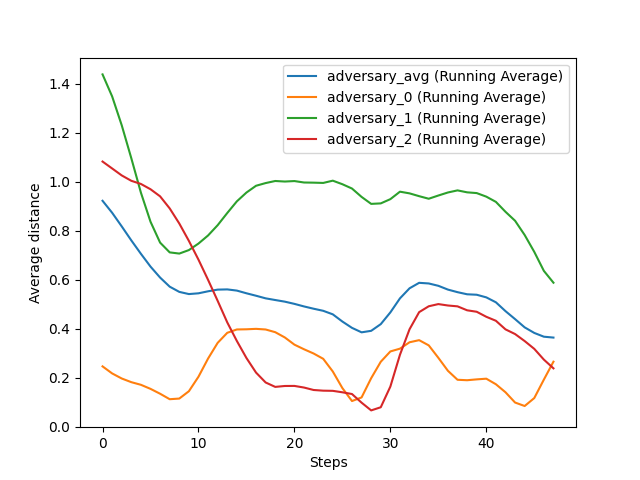 adversary_avg (Running Average)
adversary_0 (Running Average)
adversary_1 (Running Average)
adversary_2 (Running Average)
Average distance
1.4
1.2
1.0
0.8
0.6
0.4
0.2
0.0
0 10 20 30 40
Steps